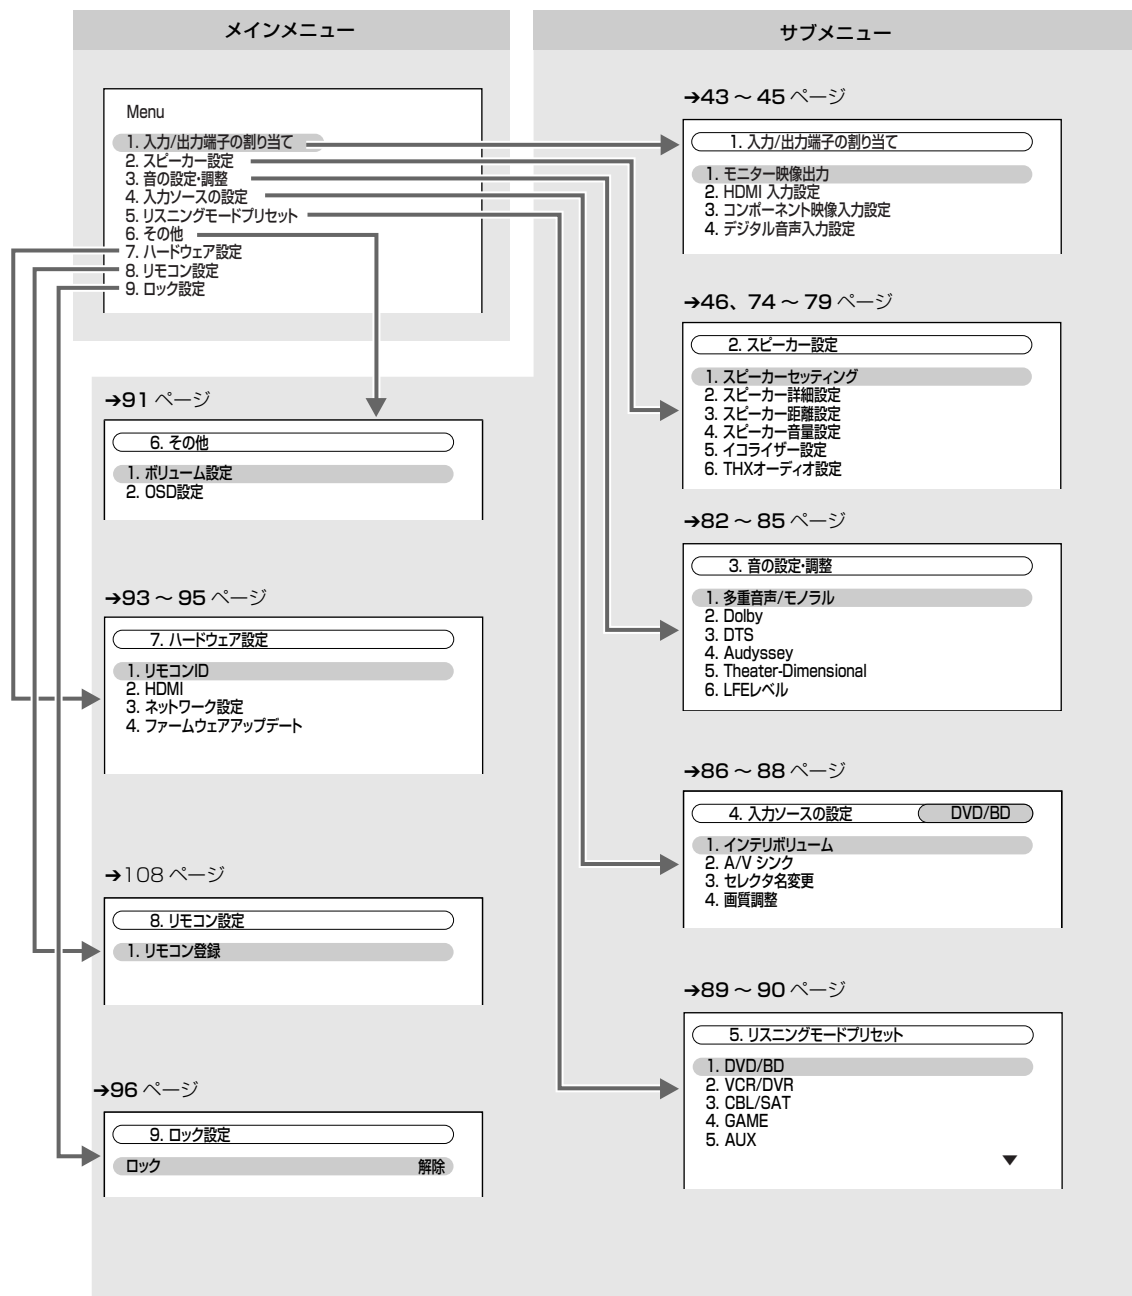 メインメニュー
Menu
1. 入力/出力端子の割り当て
2. スピーカー設定
3. 音の設定・調整
4. 入力ソースの設定
5. リスニングモードプリセット
6. その他
7. ハードウェア設定
8. リモコン設定
9. ロック設定
サブメニュー
➔43 ～ 45 ページ
1. 入力/出力端子の割り当て
1. モニター映像出力
2. HDMI 入力設定
3. コンポーネント映像入力設定
4. デジタル音声入力設定
➔46、74 ～ 79 ページ
2. スピーカー設定
1. スピーカーセッティング
2. スピーカー詳細設定
3. スピーカー距離設定
4. スピーカー音量設定
5. イコライザー設定
6. THXオーディオ設定
➔82 ～ 85 ページ
3. 音の設定・調整
1. 多重音声/モノラル
2. Dolby
3. DTS
4. Audyssey
5. Theater-Dimensional
6. LFEレベル
➔86 ～ 88 ページ
4. 入力ソースの設定 DVD/BD
1. インテリボリューム
2. A/V シンク
3. セレクタ名変更
4. 画質調整
➔89 ～ 90 ページ
5. リスニングモードプリセット
1. DVD/BD
2. VCR/DVR
3. CBL/SAT
4. GAME
5. AUX
▼
➔91 ページ
6. その他
1. ボリューム設定
2. OSD設定
➔93 ～ 95 ページ
7. ハードウェア設定
1. リモコンID
2. HDMI
3. ネットワーク設定
4. ファームウェアアップデート
➔108 ページ
8. リモコン設定
1. リモコン登録
➔96 ページ
9. ロック設定
ロック 解除